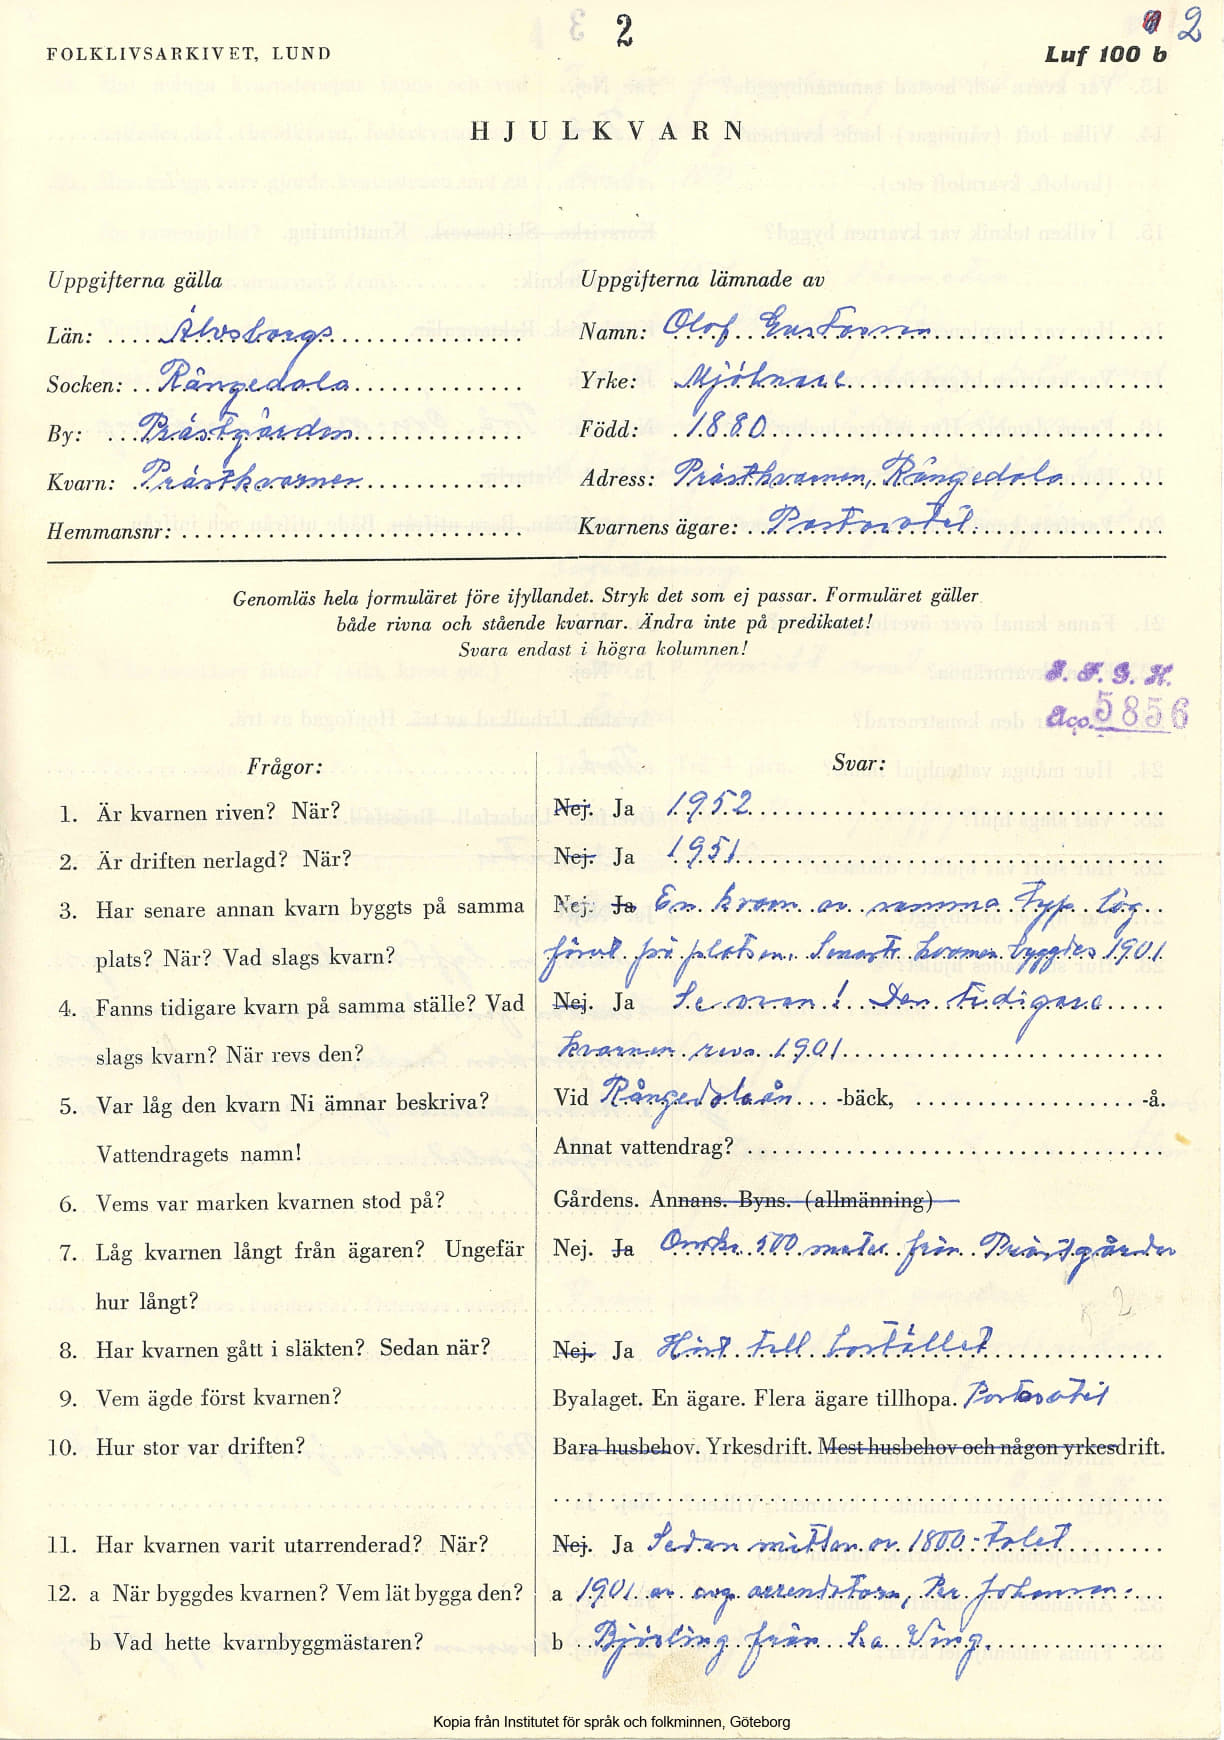 2
2
FOLKLIVSARKIVET, LUND
Luf 100 b
HJULKVARN
Uppgifterna gälla
Län: Älvsborgs
Socken: Rångedala
By: Prästgården
Kvarn: Prästkvarnen
Hemmansnr:
Uppgifterna lämnade av
Namn: Olof Gustavsson
Yrke: Mjölnare
Född: 1880
Adress: Prästkvarnen, Rångedala
Kvarnens ägare: Pastoratet
Genomläs hela formuläret före ifyllandet. Stryk det som ej passar. Formuläret gäller
både rivna och stående kvarnar. Ändra inte på predikatet!
Svara endast i högra kolumnen!
I. F. G. H.
Acc. 5856
Frågor:
Svar:
1. Är kvarnen riven? När?
Nej. Ja 1952
2. Är driften nerlagd? När?
Nej. Ja 1951
3. Har senare annan kvarn byggts på samma
plats? När? Vad slags kvarn?
Nej. Ja En kvarn av samma typ låg
förut på platsen. Senaste kvarnen byggdes 1901
4. Fanns tidigare kvarn på samma ställe? Vad
slags kvarn? När revs den?
Nej. Ja Se ovan! Den tidigare
kvarnen revs 1901
5. Var låg den kvarn Ni ämnar beskriva?
Vattendragets namn!
Vid Rångedalaån -bäck, -å.
Annat vattendrag?
6. Vems var marken kvarnen stod på?
Gårdens. Annans. Byns. (allmänning)
7. Låg kvarnen långt från ägaren? Ungefär
hur långt?
Nej. Ja Omkr. 500 meter från Prästgården
2
8. Har kvarnen gått i släkten? Sedan när?
Nej. Ja Hört till bostället
9. Vem ägde först kvarnen?
Byalaget. En ägare. Flera ägare tillhopa. Pastoratet
10. Hur stor var driften?
Bara husbehov. Yrkesdrift. Mest husbehov och någon yrkesdrift.
11. Har kvarnen varit utarrenderad? När?
Nej. Ja Sedan mitten av 1800-talet
12. a När byggdes kvarnen? Vem lät bygga den?
a 1901 av arrendatorn, Per Johansson
b Vad hette kvarnbyggmästaren?
b Björling från Ving.
Kopia från Institutet för språk och folkminnen, Göteborg